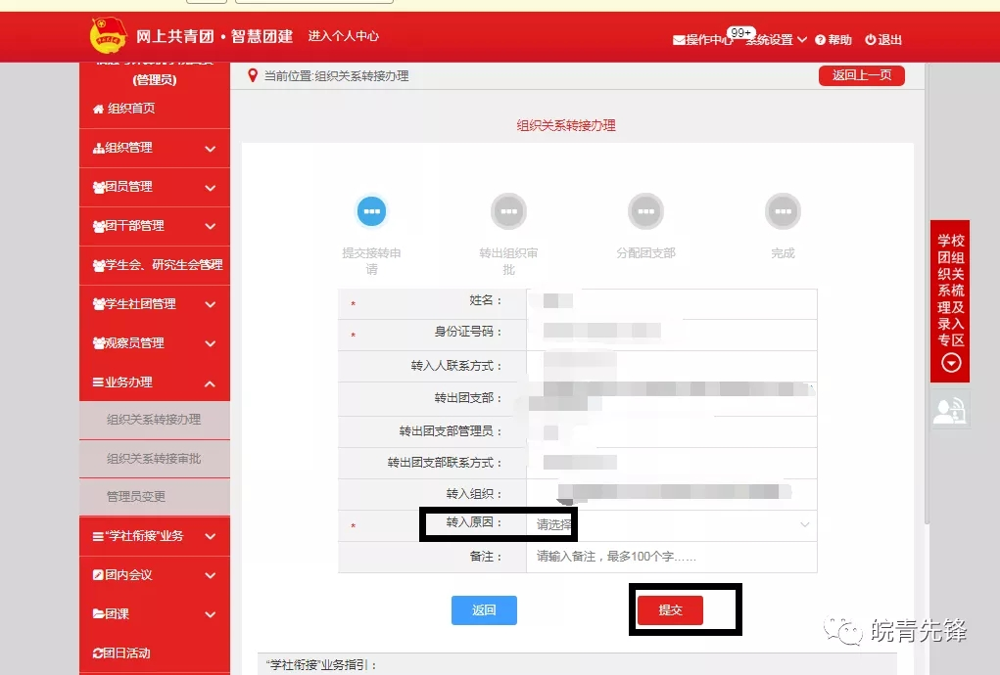 网上共青团·智慧团建 进入个人中心
操作中心 99+ 系统设置 帮助 退出
(管理员)
组织首页
组织管理
团员管理
团干部管理
学生会、研究生会管理
学生社团管理
观察员管理
业务办理
组织关系转接办理
组织关系转接审批
管理员变更
“学社衔接”业务
团内会议
团课
团日活动
当前位置:组织关系转接办理
返回上一页
组织关系转接办理
提交接转申
请
转出组织审
批
分配团支部
完成
* 姓名：
* 身份证号码：
转入人联系方式：
转出团支部：
转出团支部管理员：
转出团支部联系方式：
转入组织：
* 转入原因： 请选择
备注： 请输入备注，最多100个字……
返回 提交
“学社衔接”业务指引：
学校
团组
织关
系梳
理及
录入
专区
皖青先锋